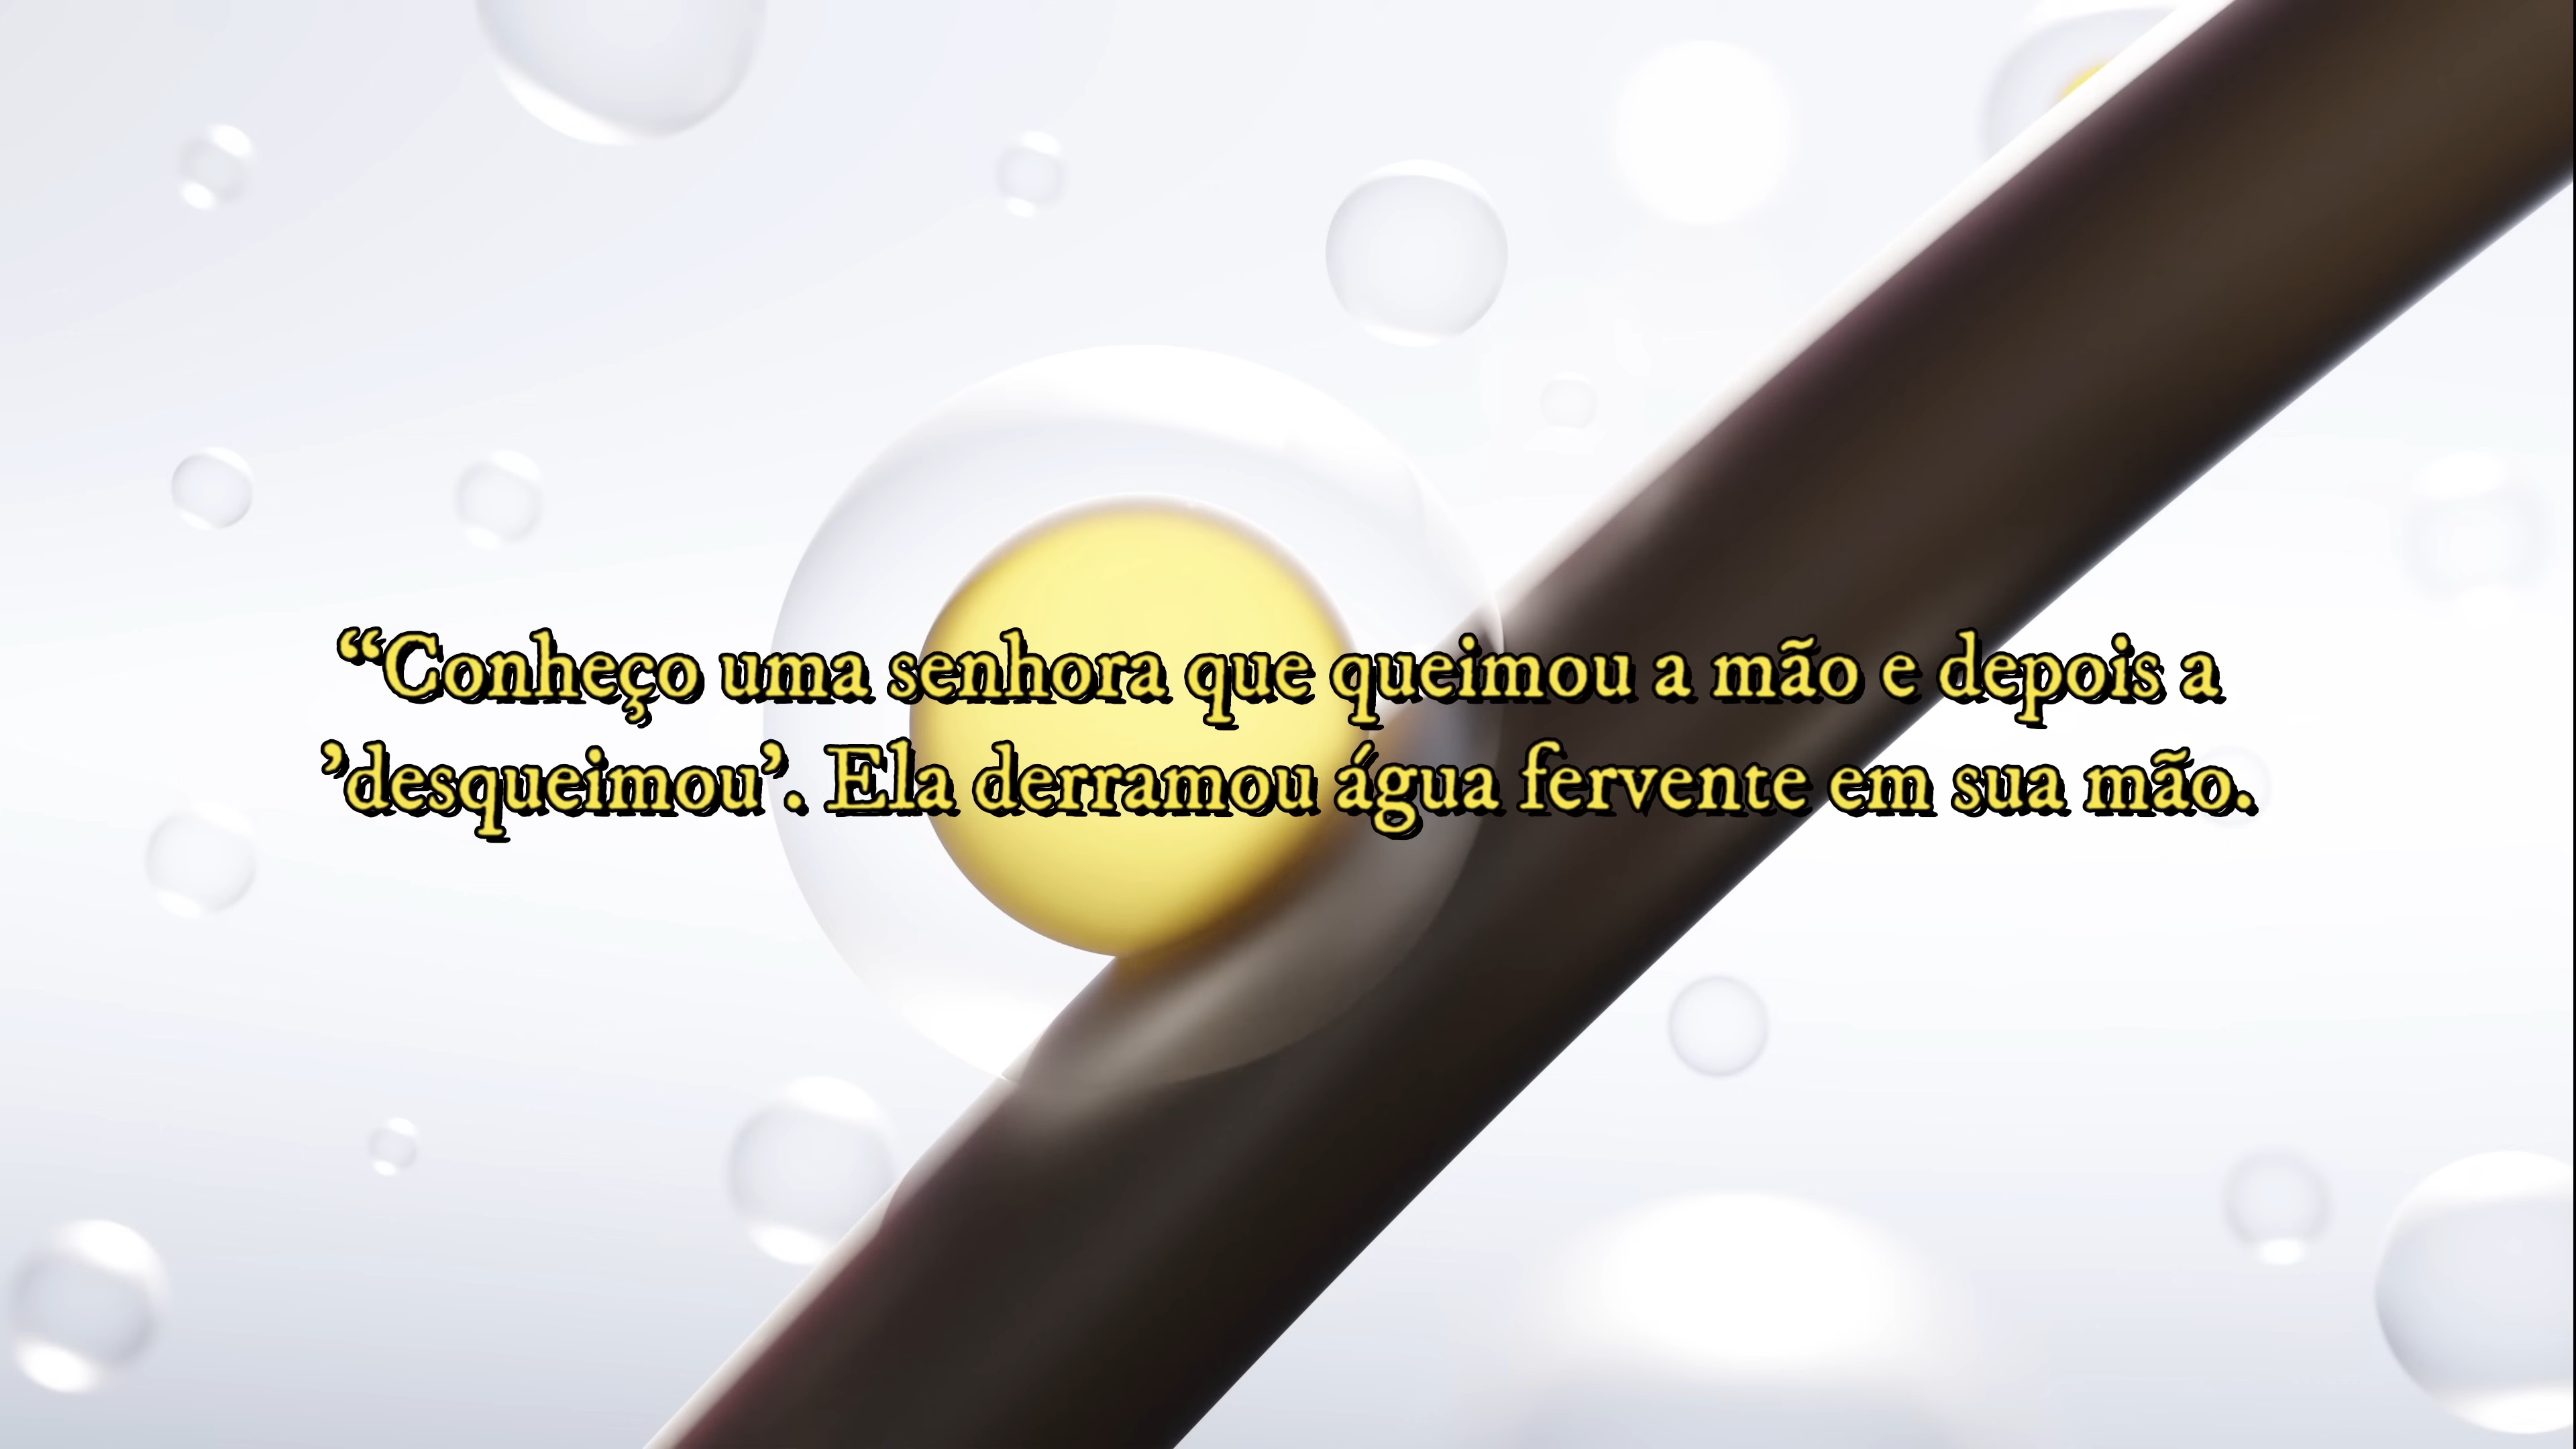 “Conheço uma senhora que queimou a mão e depois a
’desqueimou’. Ela derramou água fervente em sua mão.